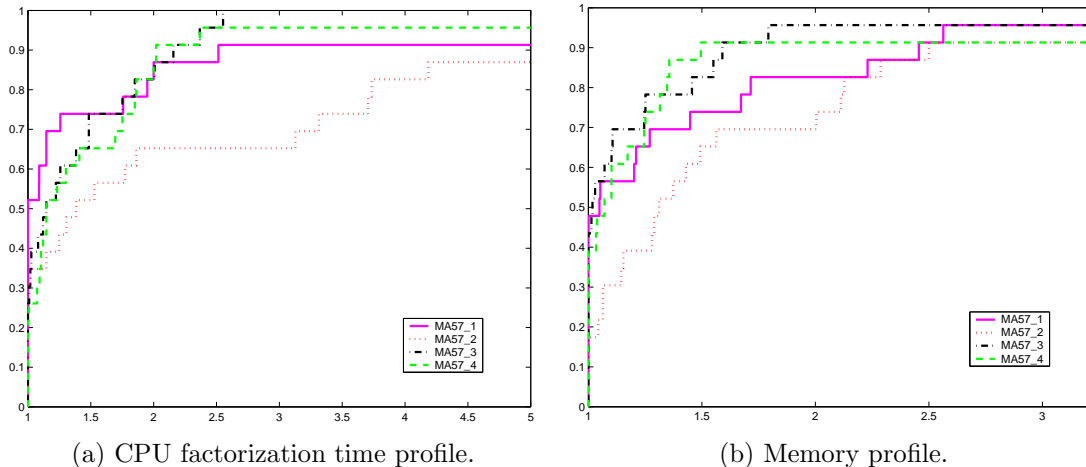 1
0.9
0.8
0.7
0.6
0.5
0.4
0.3
0.2
0.1
0
1 1.5 2 2.5 3 3.5 4 4.5 5
MA57_1
MA57_2
MA57_3
MA57_4
(a) CPU factorization time profile.
1
0.9
0.8
0.7
0.6
0.5
0.4
0.3
0.2
0.1
0
1 1.5 2 2.5 3
MA57_1
MA57_2
MA57_3
MA57_4
(b) Memory profile.